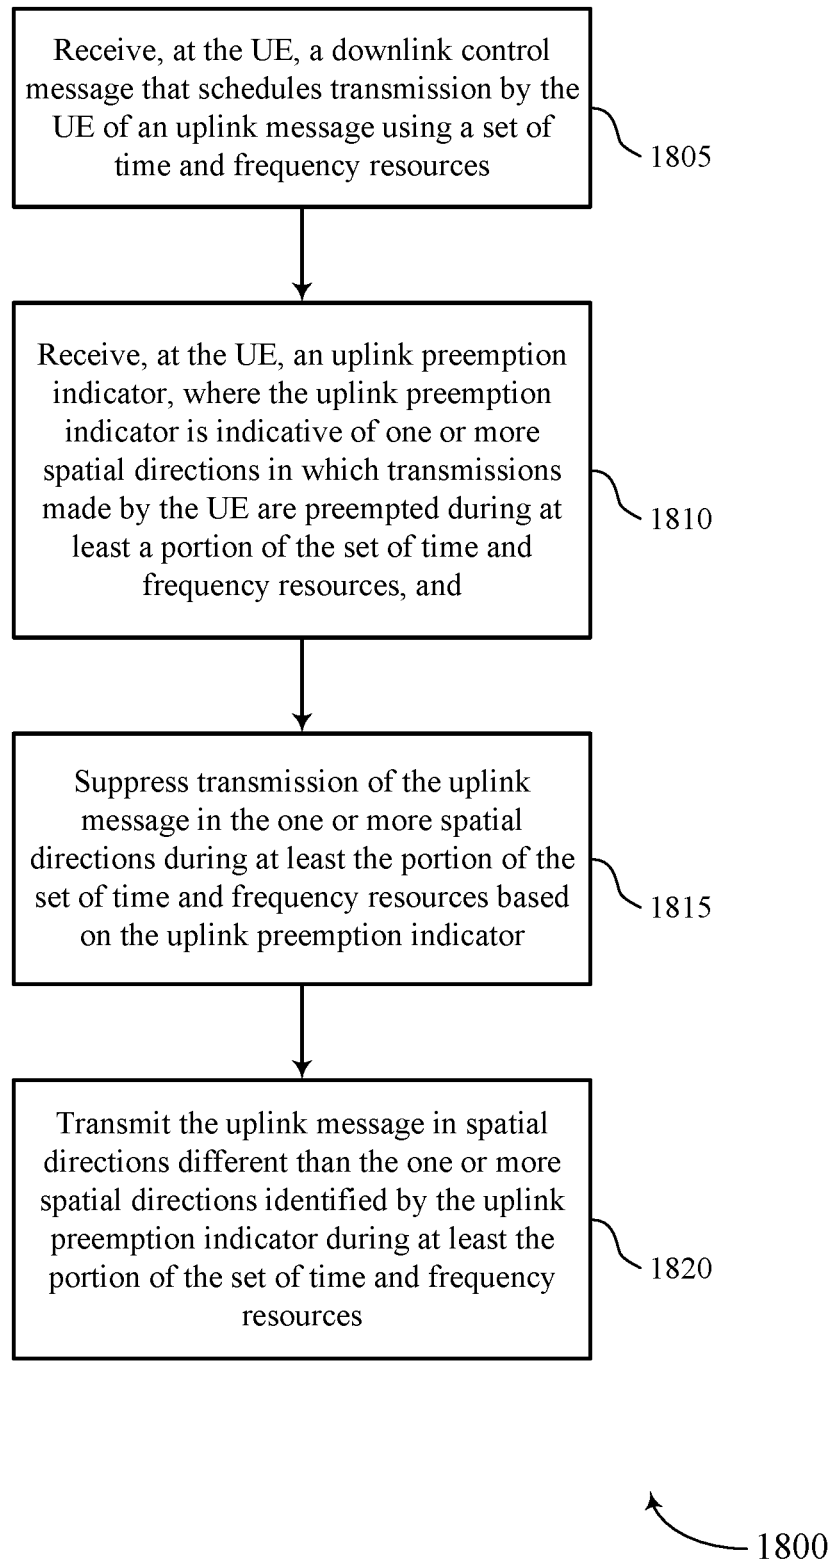 Receive, at the UE, a downlink control
message that schedules transmission by the
UE of an uplink message using a set of
time and frequency resources
1805
Receive, at the UE, an uplink preemption
indicator, where the uplink preemption
indicator is indicative of one or more
spatial directions in which transmissions
made by the UE are preempted during at
least a portion of the set of time and
frequency resources, and
1810
Suppress transmission of the uplink
message in the one or more spatial
directions during at least the portion of the
set of time and frequency resources based
on the uplink preemption indicator
1815
Transmit the uplink message in spatial
directions different than the one or more
spatial directions identified by the uplink
preemption indicator during at least the
portion of the set of time and frequency
resources
1820
1800